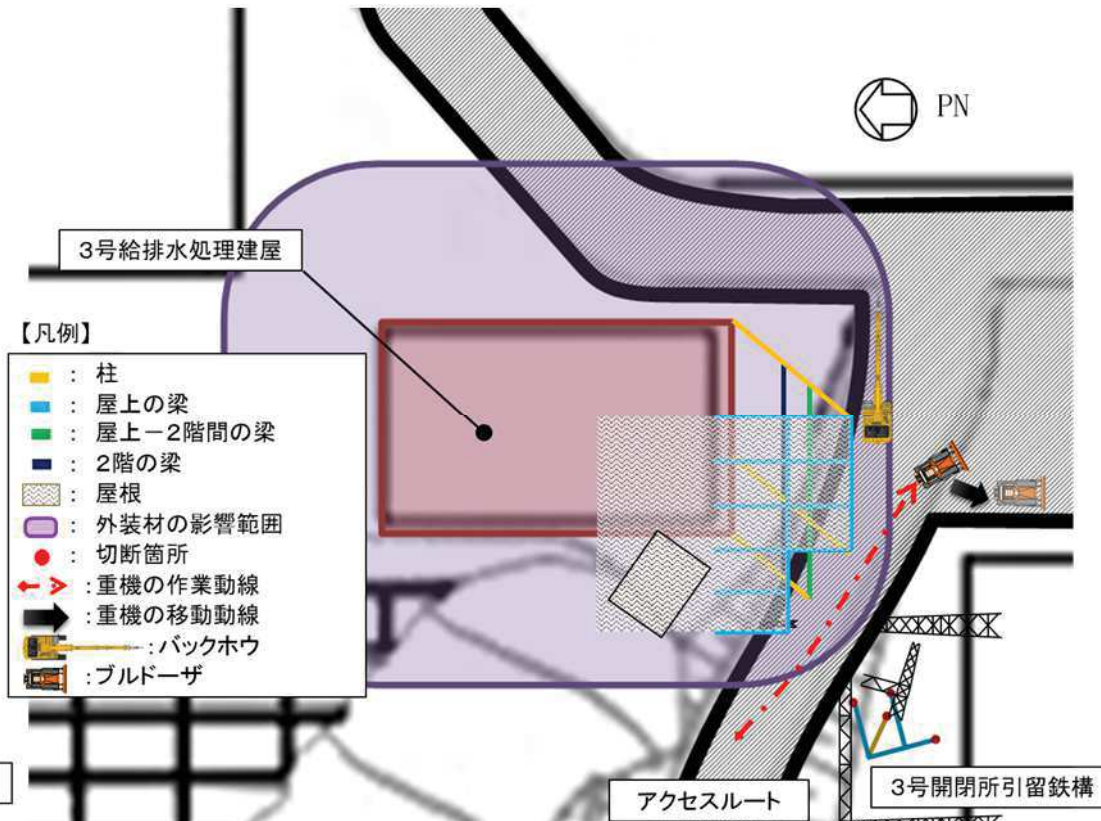 PN
3号給排水処理建屋
【凡例】
：柱
：屋上の梁
：屋上－2階間の梁
：2階の梁
：屋根
：外装材の影響範囲
：切断箇所
：重機の作業動線
：重機の移動動線
：バックホウ
：ブルドーザ
アクセスルート
3号開閉所引留鉄構